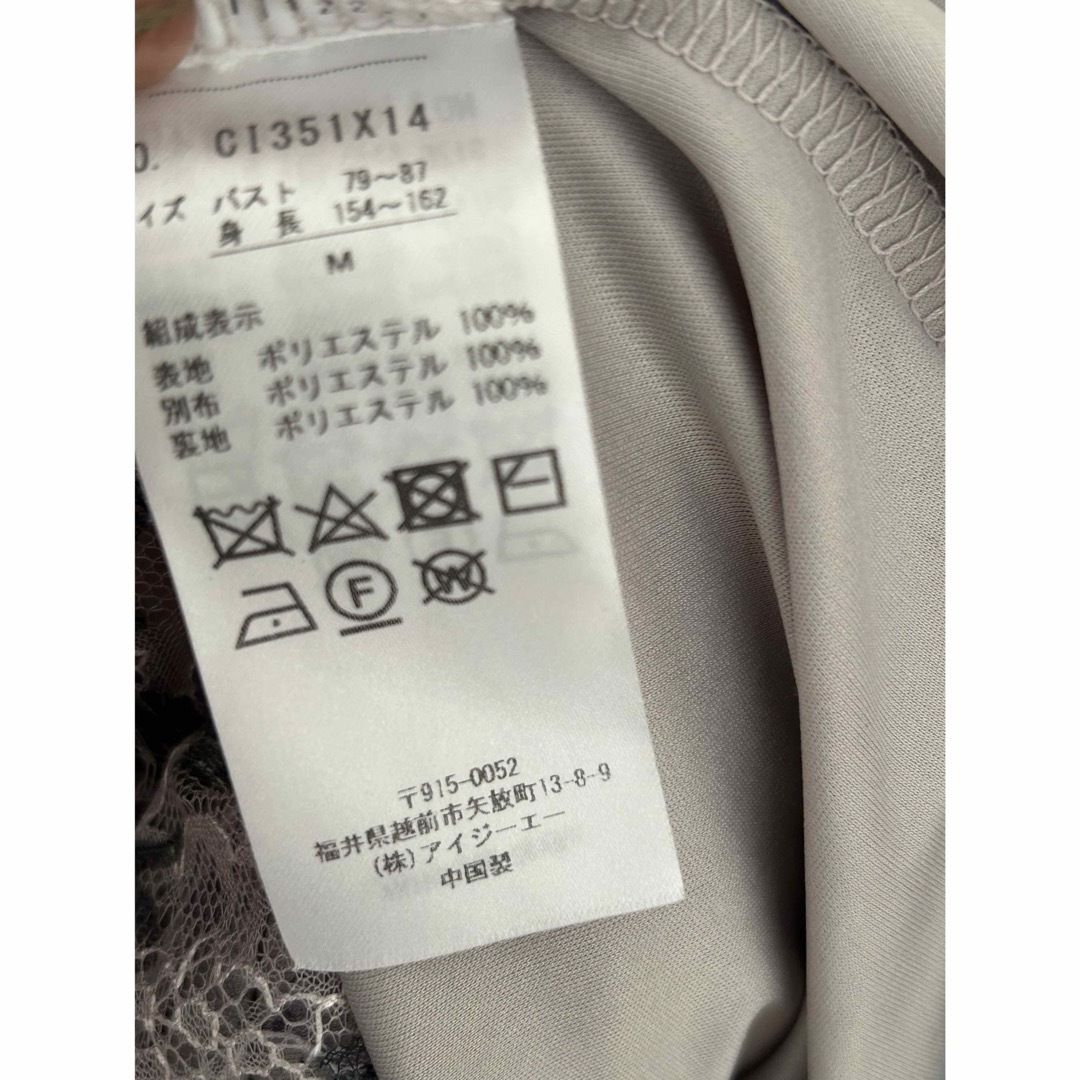 CI351X14
イズ バスト 79～87
身 長 154～162
M
組成表示
表地 ポリエステル 100%
別布 ポリエステル 100%
裏地 ポリエステル 100%
F W
〒915-0052
福井県越前市矢放町13-8-9
(株)アイジーエー
中国製